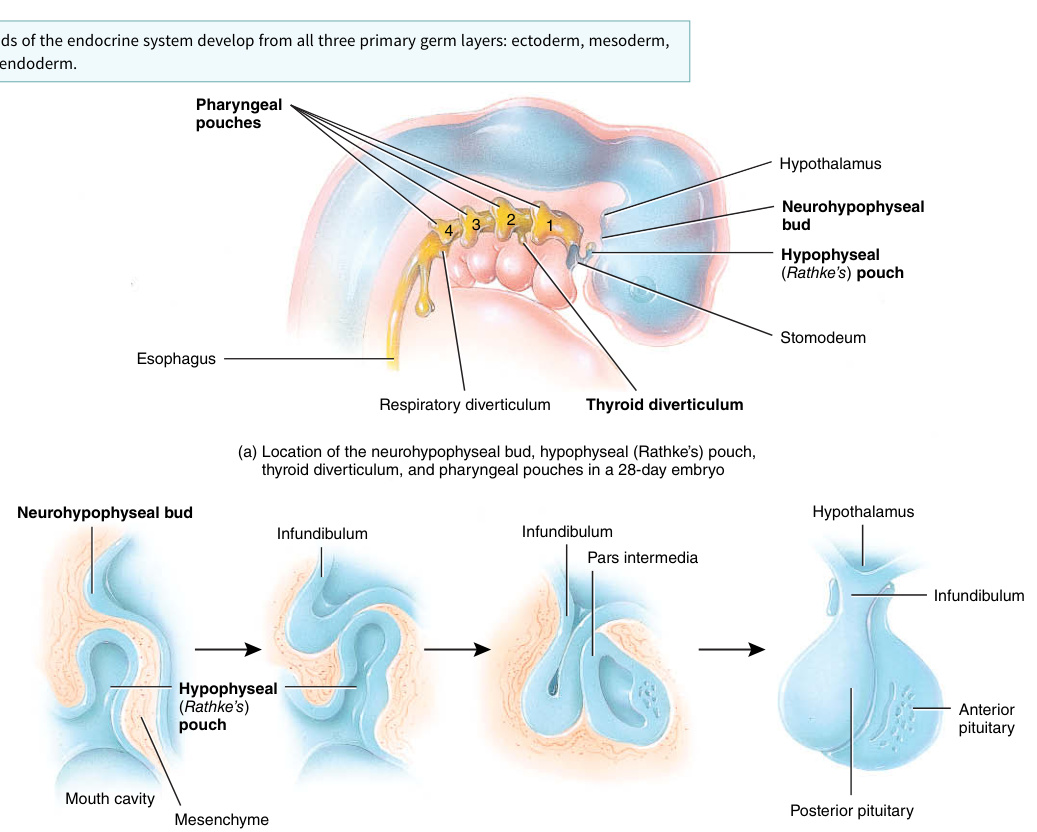 ds of the endocrine system develop from all three primary germ layers: ectoderm, mesoderm,
endoderm.
Pharyngeal
pouches
Hypothalamus
Neurohypophyseal
bud
Hypophyseal
(Rathke's) pouch
Stomodeum
4 3 2 1
Esophagus
Respiratory diverticulum
Thyroid diverticulum
(a) Location of the neurohypophyseal bud, hypophyseal (Rathke's) pouch,
thyroid diverticulum, and pharyngeal pouches in a 28-day embryo
Neurohypophyseal bud
Infundibulum
Infundibulum
Pars intermedia
Hypothalamus
Infundibulum
Hypophyseal
(Rathke's)
pouch
Anterior
pituitary
Mouth cavity
Mesenchyme
Posterior pituitary